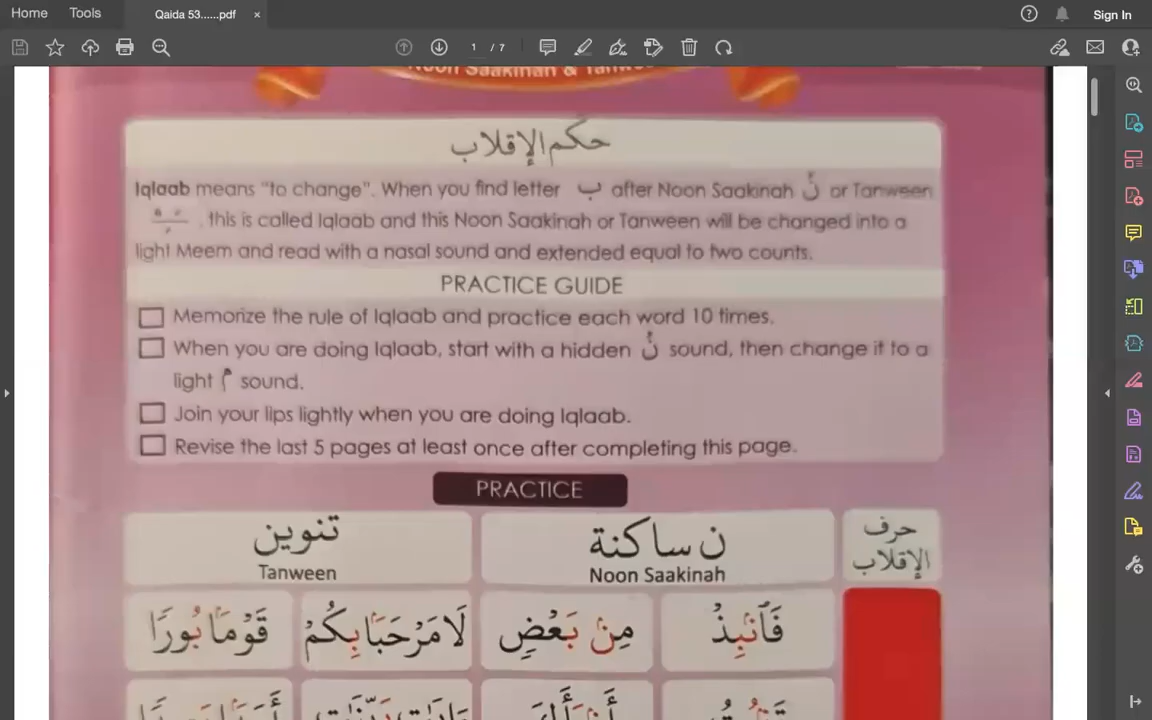 Home Tools Qaida 53......pdf × Sign In
1 / 7
Noon Saakinah &
حكم الإقلاب
Iqlaab means "to change". When you find letter ب after Noon Saakinah نْ or Tanween
, this is called Iqlaab and this Noon Saakinah or Tanween will be changed into a
light Meem and read with a nasal sound and extended equal to two counts.
PRACTICE GUIDE
Memorize the rule of Iqlaab and practice each word 10 times.
When you are doing Iqlaab, start with a hidden نْ sound, then change it to a
light م sound.
Join your lips lightly when you are doing Iqlaab.
Revise the last 5 pages at least once after completing this page.
PRACTICE
حرف ن ساكنة تنوين
الإقلاب Noon Saakinah Tanween
فَٱنۢبِذْ مِنۢ بَعْضِ لَا مَرْحَبَۢا بِكُمْ قَوْمَۢا بُورًا